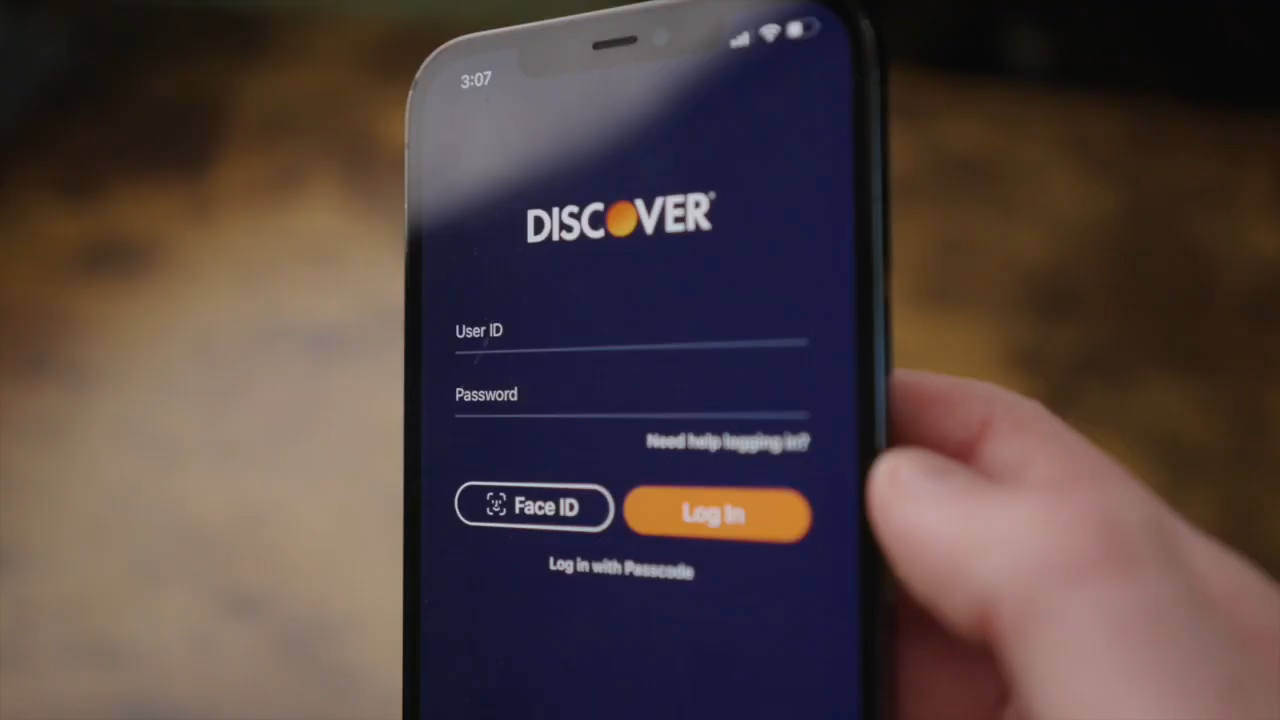 3:07
DISCOVER®
User ID
Password
Need help logging in?
Face ID
Log In
Log in with Passcode